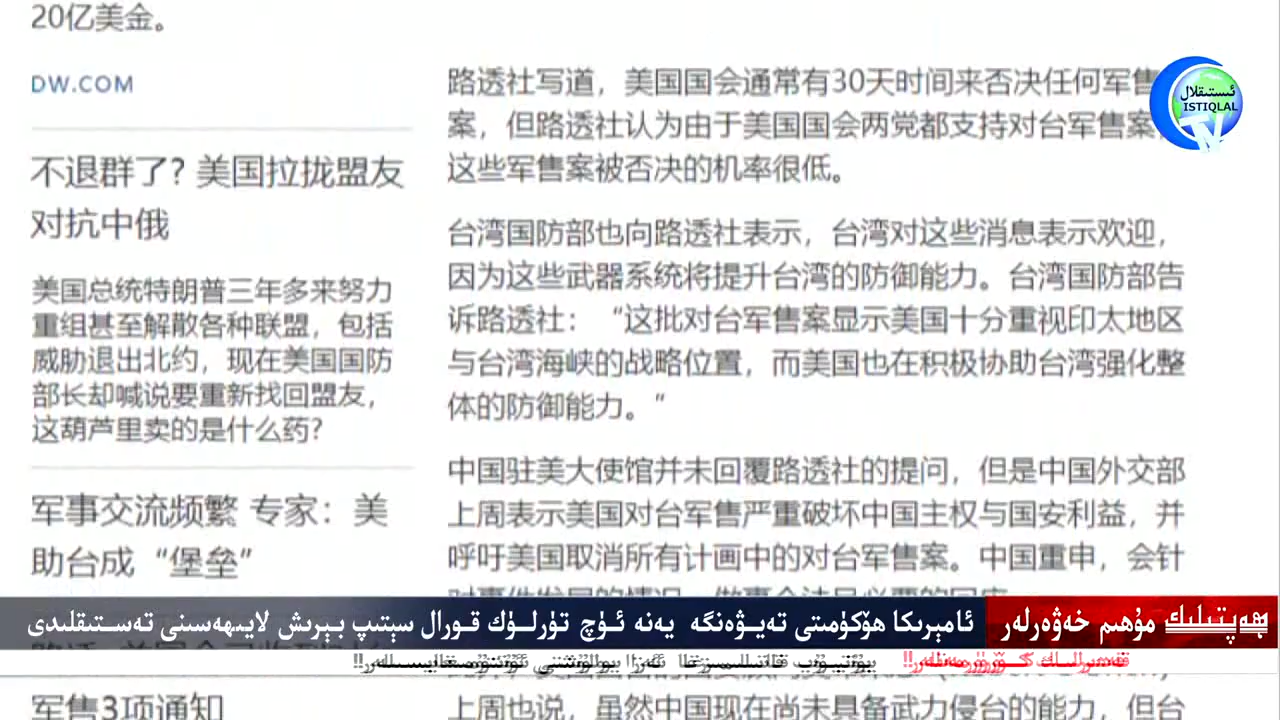 20亿美金。
DW.COM
不退群了？美国拉拢盟友
对抗中俄
美国总统特朗普三年多来努力
重组甚至解散各种联盟，包括
威胁退出北约，现在美国国防
部长却喊说要重新找回盟友，
这葫芦里卖的是什么药?
军事交流频繁 专家：美
助台成“堡垒”
军售3项通知
路透社写道，美国国会通常有30天时间来否决任何军售
案，但路透社认为由于美国国会两党都支持对台军售案，
这些军售案被否决的机率很低。
台湾国防部也向路透社表示，台湾对这些消息表示欢迎，
因为这些武器系统将提升台湾的防御能力。台湾国防部告
诉路透社：“这批对台军售案显示美国十分重视印太地区
与台湾海峡的战略位置，而美国也在积极协助台湾强化整
体的防御能力。”
中国驻美大使馆并未回覆路透社的提问，但是中国外交部
上周表示美国对台军售严重破坏中国主权与国安利益，并
呼吁美国取消所有计画中的对台军售案。中国重申，会针
上周也说，虽然中国现在尚未具备武力侵台的能力，但台
ئىستىقلال
ISTIQLAL
TV
ھەپتىلىك مۇھىم خەۋەرلەر
ئامېرىكا ھۆكۈمىتى تەيۋەنگە يەنە ئۈچ تۈرلۈك قورال سېتىپ بېرىش لايىھەسىنى تەستىقلىدى